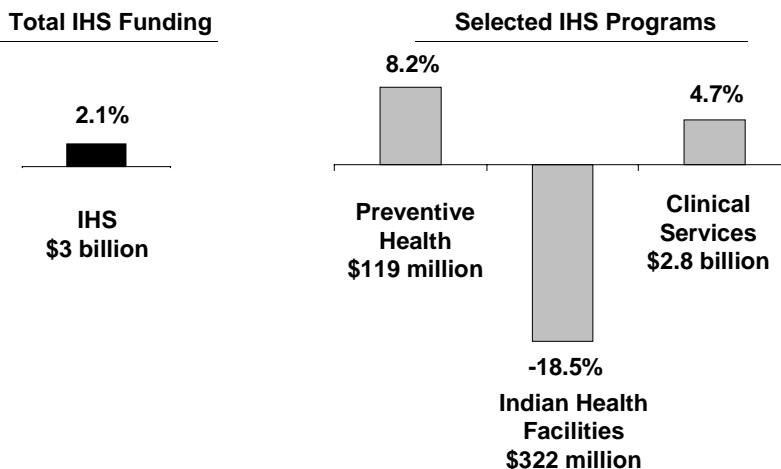 Total IHS Funding
2.1%
IHS
$3 billion
Selected IHS Programs
8.2%
4.7%
Preventive
Health
$119 million
Clinical
Services
$2.8 billion
-18.5%
Indian Health
Facilities
$322 million